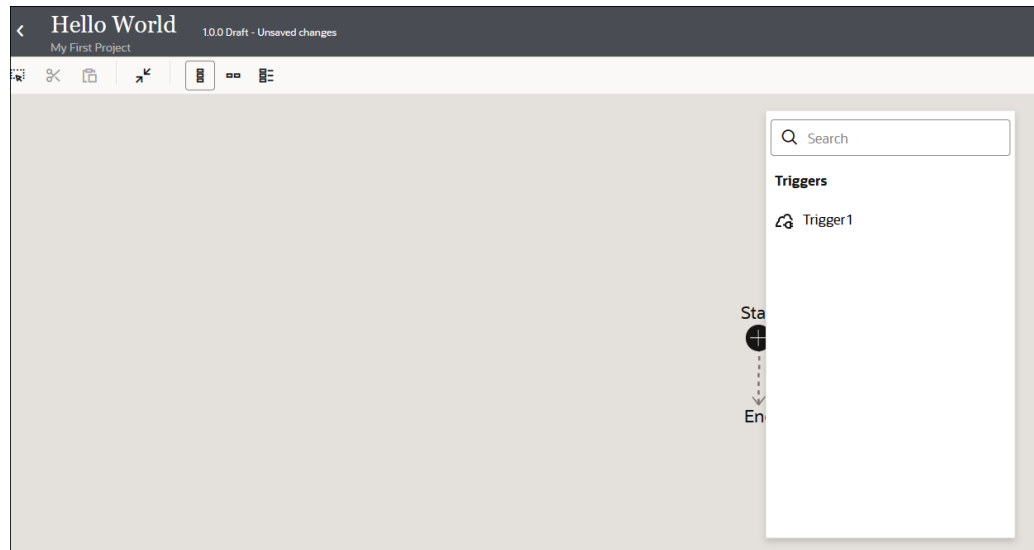 Hello World
1.0.0 Draft - Unsaved changes
My First Project
Search
Triggers
Trigger1
Sta
En